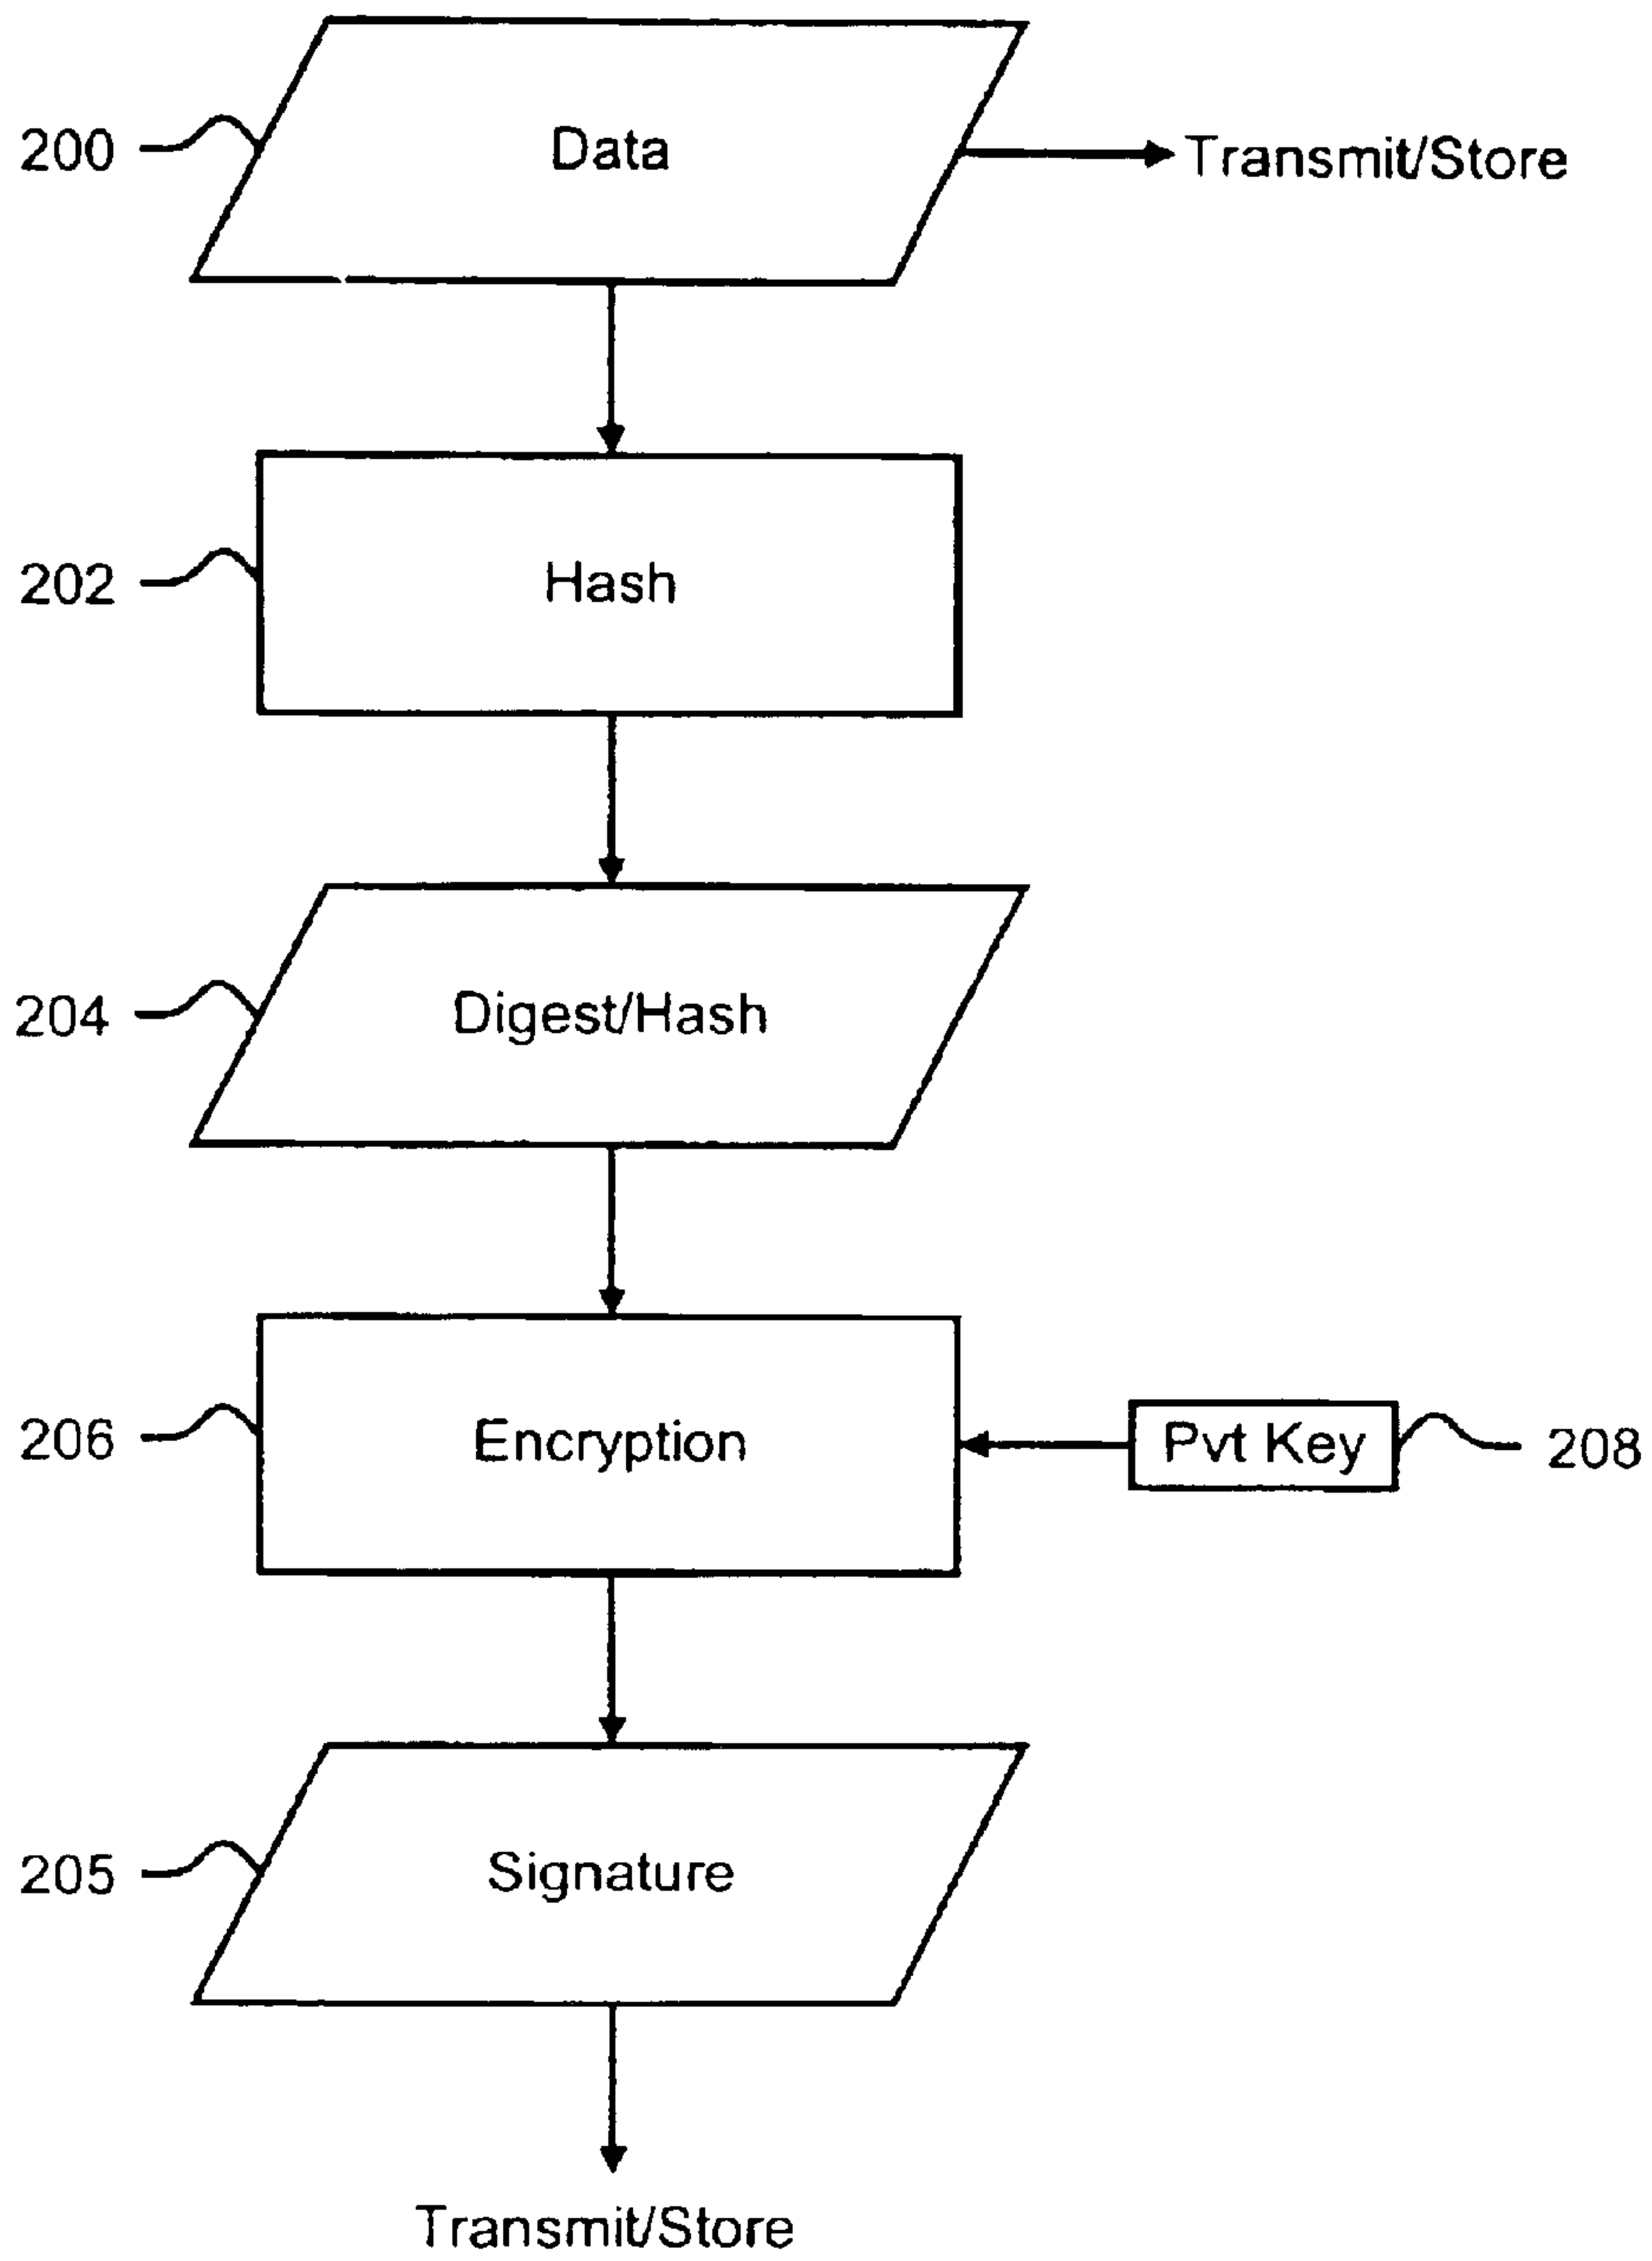 200
Data
Transmit/Store
202
Hash
204
Digest/Hash
206
Encryption
Pvt Key
208
205
Signature
Transmit/Store